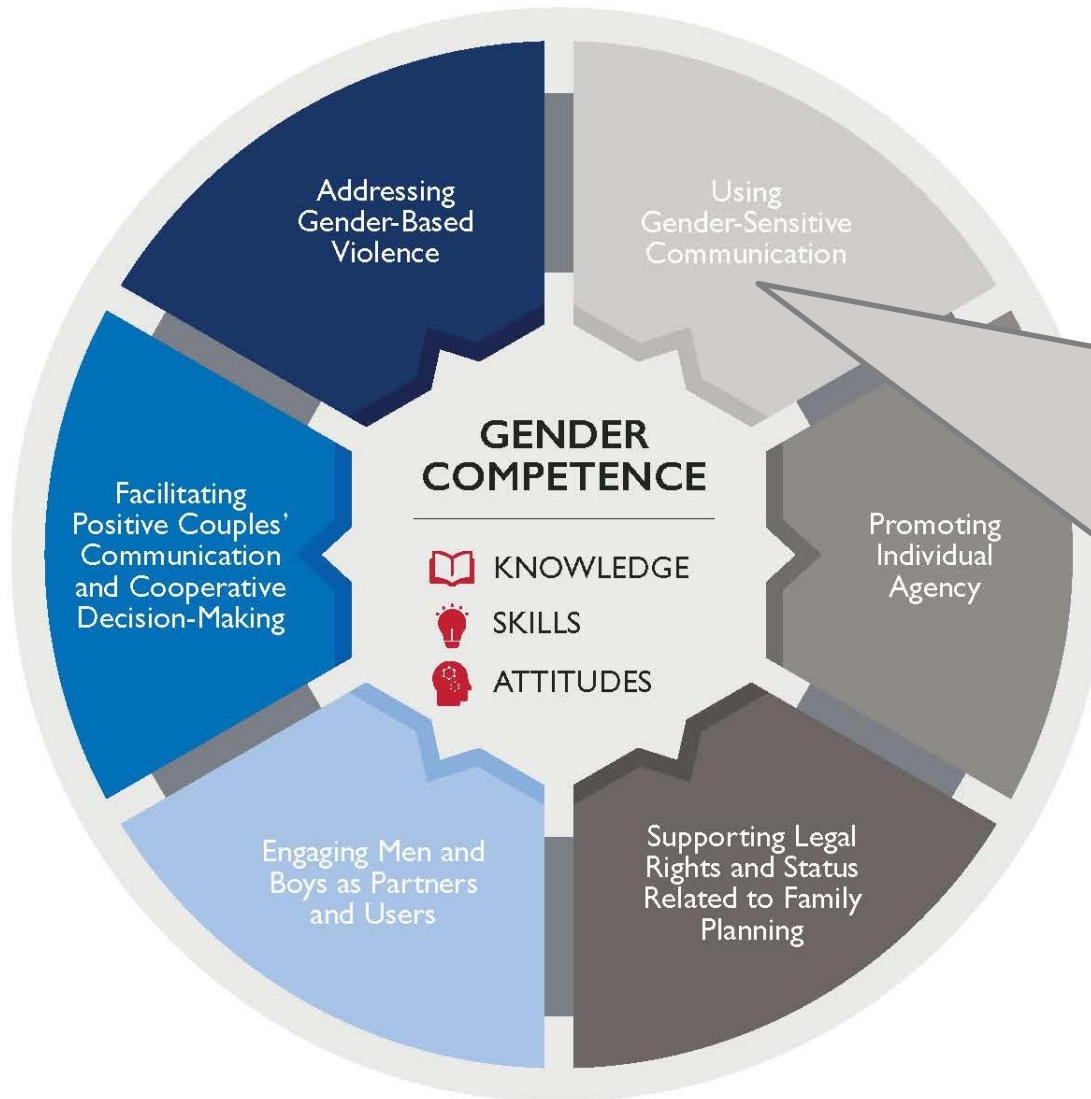 Addressing
Gender-Based
Violence
Using
Gender-Sensitive
Communication
Facilitating
Positive Couples’
Communication
and Cooperative
Decision-Making
GENDER
COMPETENCE
KNOWLEDGE
SKILLS
ATTITUDES
Promoting
Individual
Agency
Engaging Men and
Boys as Partners
and Users
Supporting Legal
Rights and Status
Related to Family
Planning